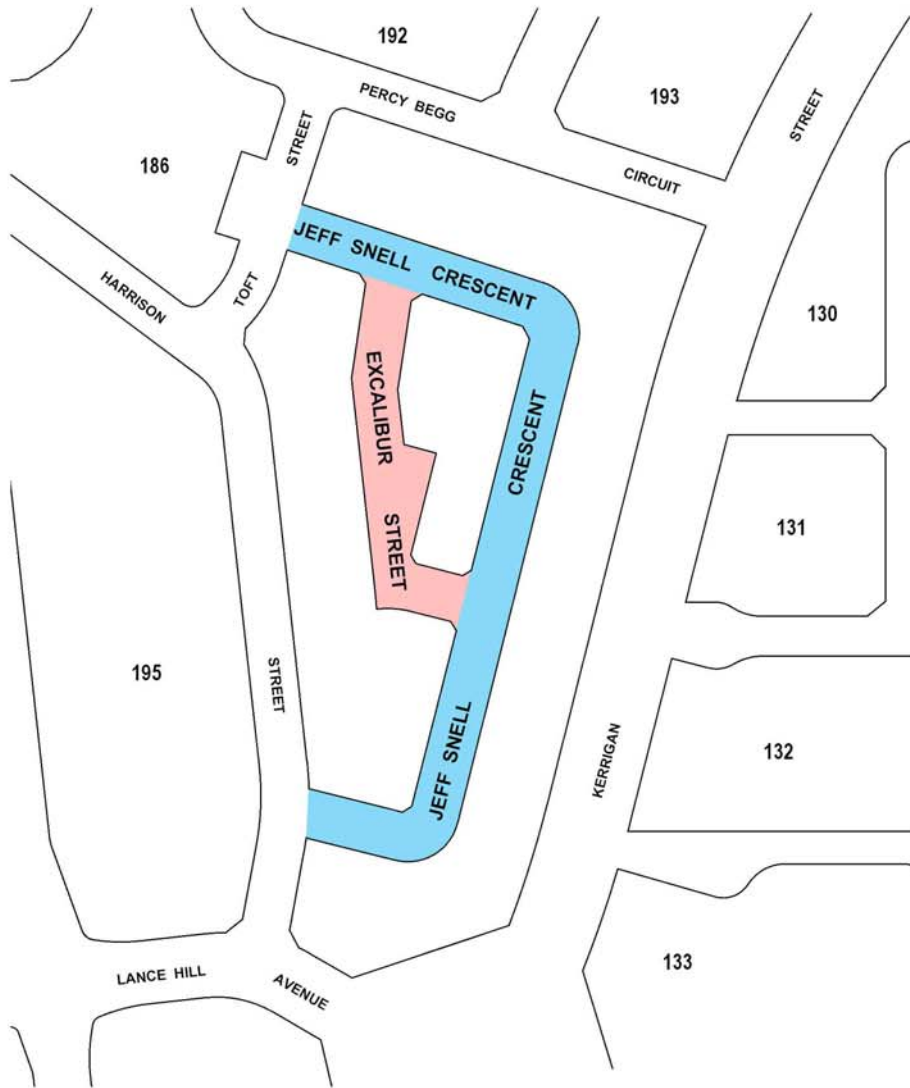 192
193
PERCY BEGG
CIRCUIT
STREET
STREET
186
JEFF SNELL CRESCENT
HARRISON
TOFT
130
EXCALIBUR
STREET
CRESCENT
131
195
STREET
JEFF SNELL
KERRIGAN
132
133
LANCE HILL
AVENUE